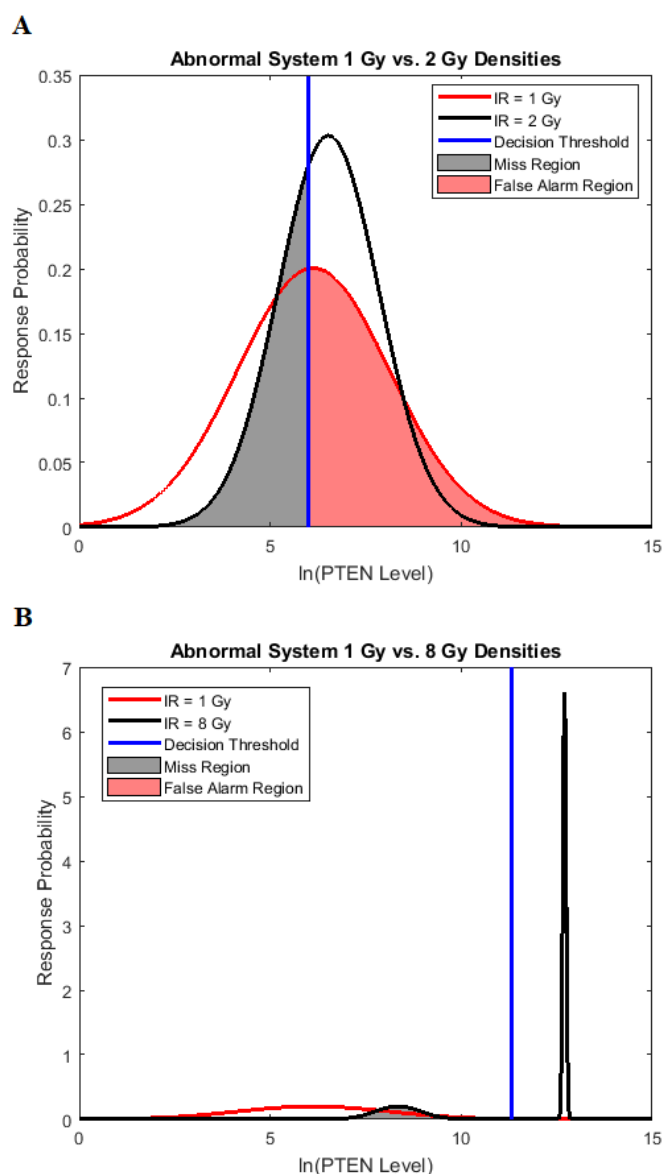 A
Abnormal System 1 Gy vs. 2 Gy Densities
0.35
0.3
0.25
0.2
0.15
0.1
0.05
0
Response Probability
IR = 1 Gy
IR = 2 Gy
Decision Threshold
Miss Region
False Alarm Region
0 5 10 15
ln(PTEN Level)
B
Abnormal System 1 Gy vs. 8 Gy Densities
7
6
5
4
3
2
1
0
Response Probability
IR = 1 Gy
IR = 8 Gy
Decision Threshold
Miss Region
False Alarm Region
0 5 10 15
ln(PTEN Level)